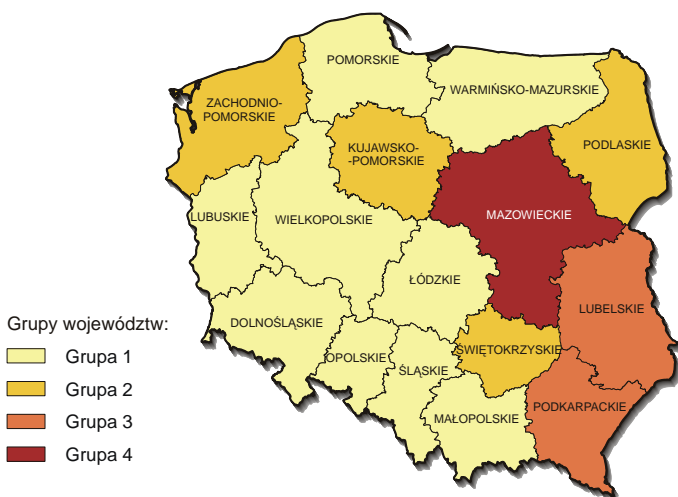 POMORSKIE
WARMIŃSKO-MAZURSKIE
ZACHODNIO-
POMORSKIE
KUJAWSKO-
-POMORSKIE
PODLASKIE
LUBUSKIE
WIELKOPOLSKIE
MAZOWIECKIE
ŁÓDZKIE
LUBELSKIE
DOLNOŚLĄSKIE
OPOLSKIE
ŚLĄSKIE
ŚWIĘTOKRZYSKIE
MAŁOPOLSKIE
PODKARPACKIE
Grupy województw:
Grupa 1
Grupa 2
Grupa 3
Grupa 4